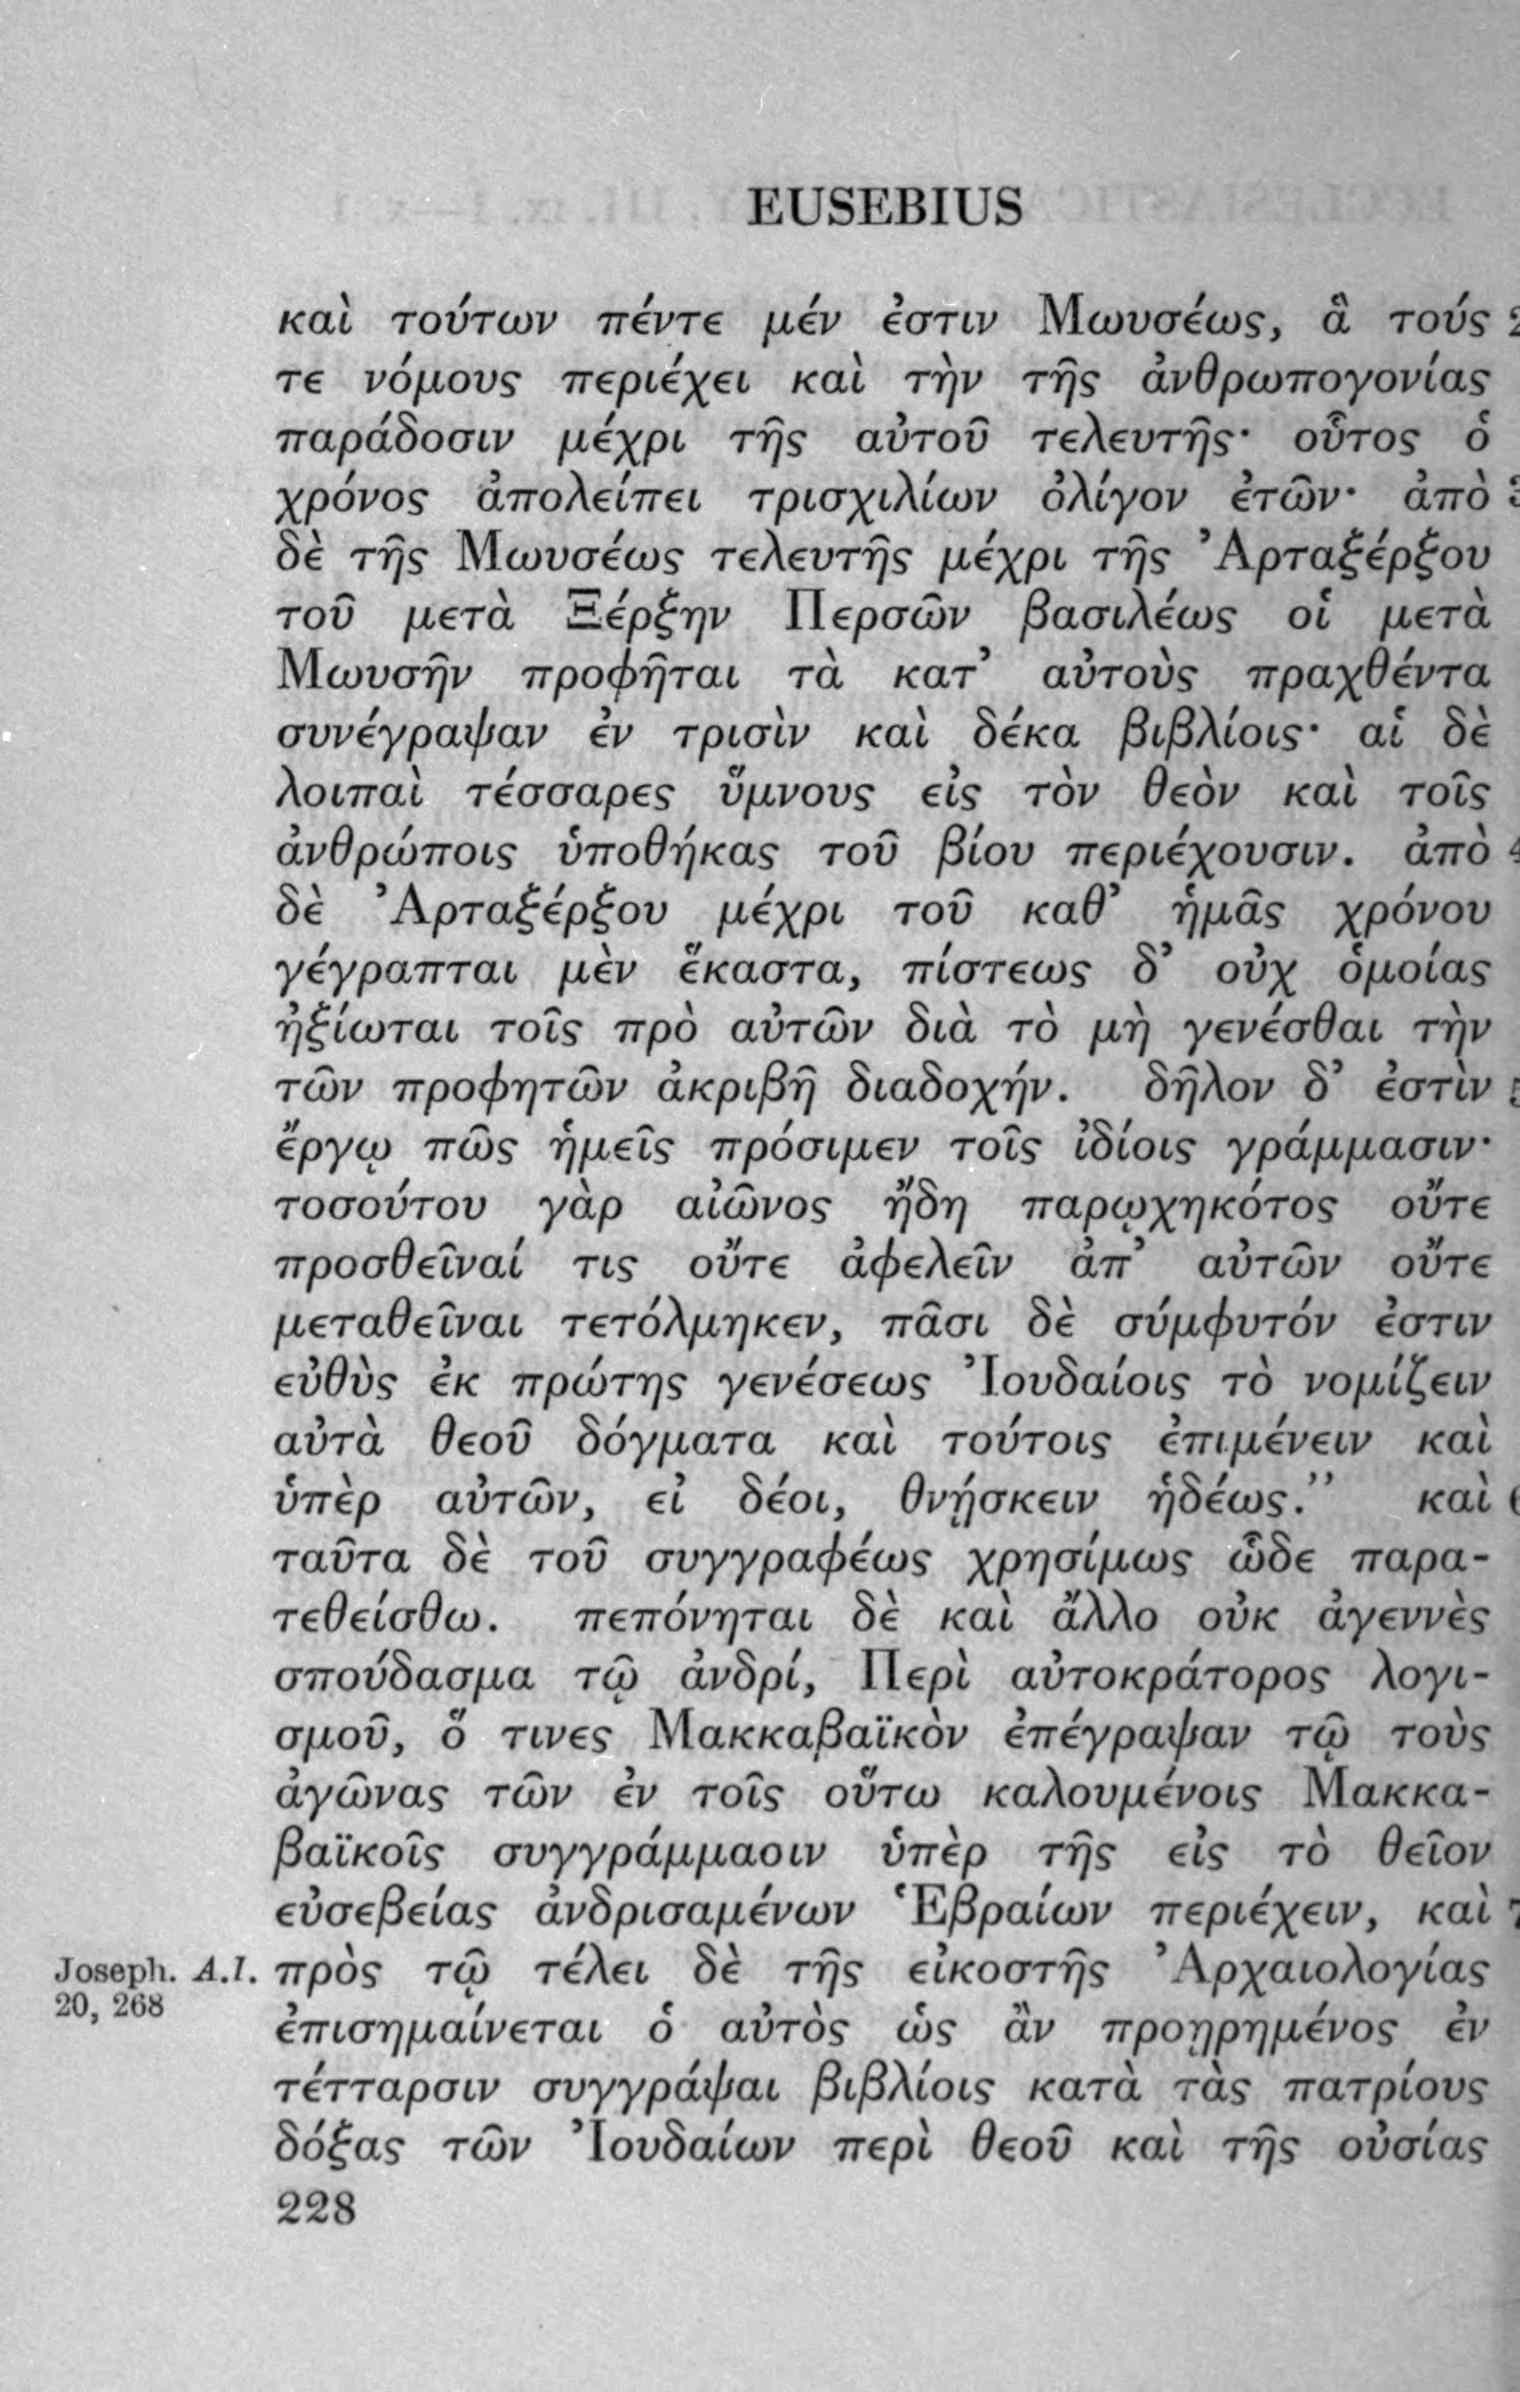 EUSEBIUS
καὶ τούτων πέντε μέν ἐστιν Μωυσέως, ἃ τούς 2
τε νόμους περιέχει καὶ τὴν τῆς ἀνθρωπογονίας
παράδοσιν μέχρι τῆς αὐτοῦ τελευτῆς· οὗτος ὁ
χρόνος ἀπολείπει τρισχιλίων ὀλίγον ἐτῶν· ἀπὸ 3
δὲ τῆς Μωυσέως τελευτῆς μέχρι τῆς Ἀρταξέρξου
τοῦ μετὰ Ξέρξην Περσῶν βασιλέως οἱ μετὰ
Μωυσῆν προφῆται τὰ κατ’ αὐτοὺς πραχθέντα
συνέγραψαν ἐν τρισὶν καὶ δέκα βιβλίοις· αἱ δὲ
λοιπαὶ τέσσαρες ὕμνους εἰς τὸν θεὸν καὶ τοῖς
ἀνθρώποις ὑποθήκας τοῦ βίου περιέχουσιν. ἀπὸ 4
δὲ Ἀρταξέρξου μέχρι τοῦ καθ’ ἡμᾶς χρόνου
γέγραπται μὲν ἕκαστα, πίστεως δ’ οὐχ ὁμοίας
ἠξίωται τοῖς πρὸ αὐτῶν διὰ τὸ μὴ γενέσθαι τὴν
τῶν προφητῶν ἀκριβῆ διαδοχήν. δῆλον δ’ ἐστὶν 5
ἔργῳ πῶς ἡμεῖς πρόσιμεν τοῖς ἰδίοις γράμμασιν·
τοσούτου γὰρ αἰῶνος ἤδη παρῳχηκότος οὔτε
προσθεῖναί τις οὔτε ἀφελεῖν ἀπ’ αὐτῶν οὔτε
μεταθεῖναι τετόλμηκεν, πᾶσι δὲ σύμφυτόν ἐστιν
εὐθὺς ἐκ πρώτης γενέσεως Ἰουδαίοις τὸ νομίζειν
αὐτὰ θεοῦ δόγματα καὶ τούτοις ἐπιμένειν καὶ
ὑπὲρ αὐτῶν, εἰ δέοι, θνῄσκειν ἡδέως.” καὶ 6
ταῦτα δὲ τοῦ συγγραφέως χρησίμως ὧδε παρα-
τεθείσθω. πεπόνηται δὲ καὶ ἄλλο οὐκ ἀγεννὲς
σπούδασμα τῷ ἀνδρί, Περὶ αὐτοκράτορος λογι-
σμοῦ, ὅ τινες Μακκαβαϊκὸν ἐπέγραψαν τῷ τοὺς
ἀγῶνας τῶν ἐν τοῖς οὕτω καλουμένοις Μακκα-
βαϊκοῖς συγγράμμαοιν ὑπὲρ τῆς εἰς τὸ θεῖον
εὐσεβείας ἀνδρισαμένων Ἑβραίων περιέχειν, καὶ 7
Joseph. A.I. πρὸς τῷ τέλει δὲ τῆς εἰκοστῆς Ἀρχαιολογίας
20, 268 ἐπισημαίνεται ὁ αὐτὸς ὡς ἂν προῃρημένος ἐν
τέτταρσιν συγγράψαι βιβλίοις κατὰ τὰς πατρίους
δόξας τῶν Ἰουδαίων περὶ θεοῦ καὶ τῆς οὐσίας
228